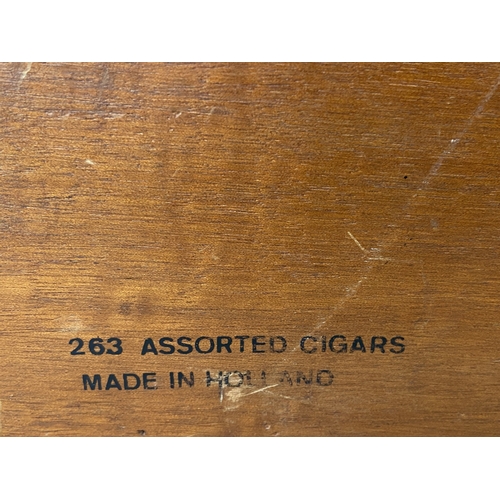 263 ASSORTED CIGARS
MADE IN HOLLAND